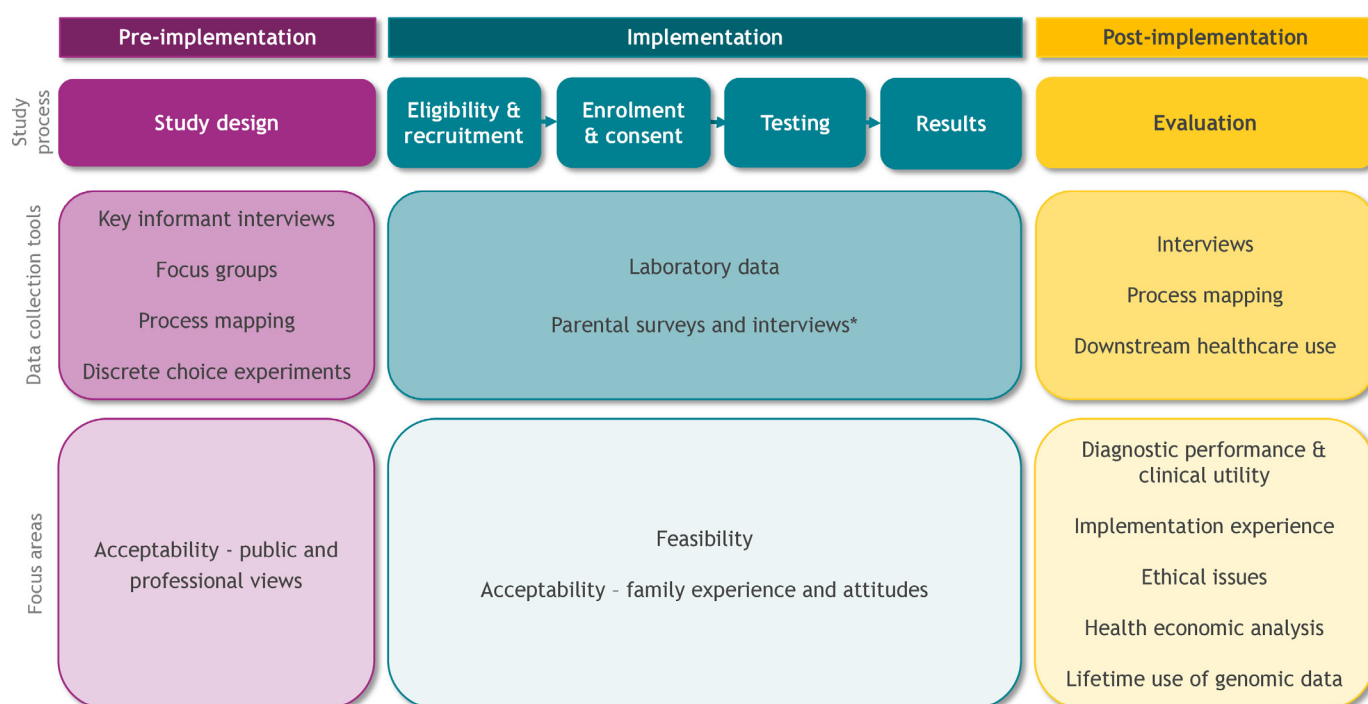 Pre-implementation
Implementation
Post-implementation
Study
process
Study design
Eligibility &
recruitment
Enrolment
& consent
Testing
Results
Evaluation
Data collection tools
Key informant interviews
Focus groups
Process mapping
Discrete choice experiments
Laboratory data
Parental surveys and interviews*
Interviews
Process mapping
Downstream healthcare use
Focus areas
Acceptability - public and
professional views
Feasibility
Acceptability – family experience and attitudes
Diagnostic performance &
clinical utility
Implementation experience
Ethical issues
Health economic analysis
Lifetime use of genomic data